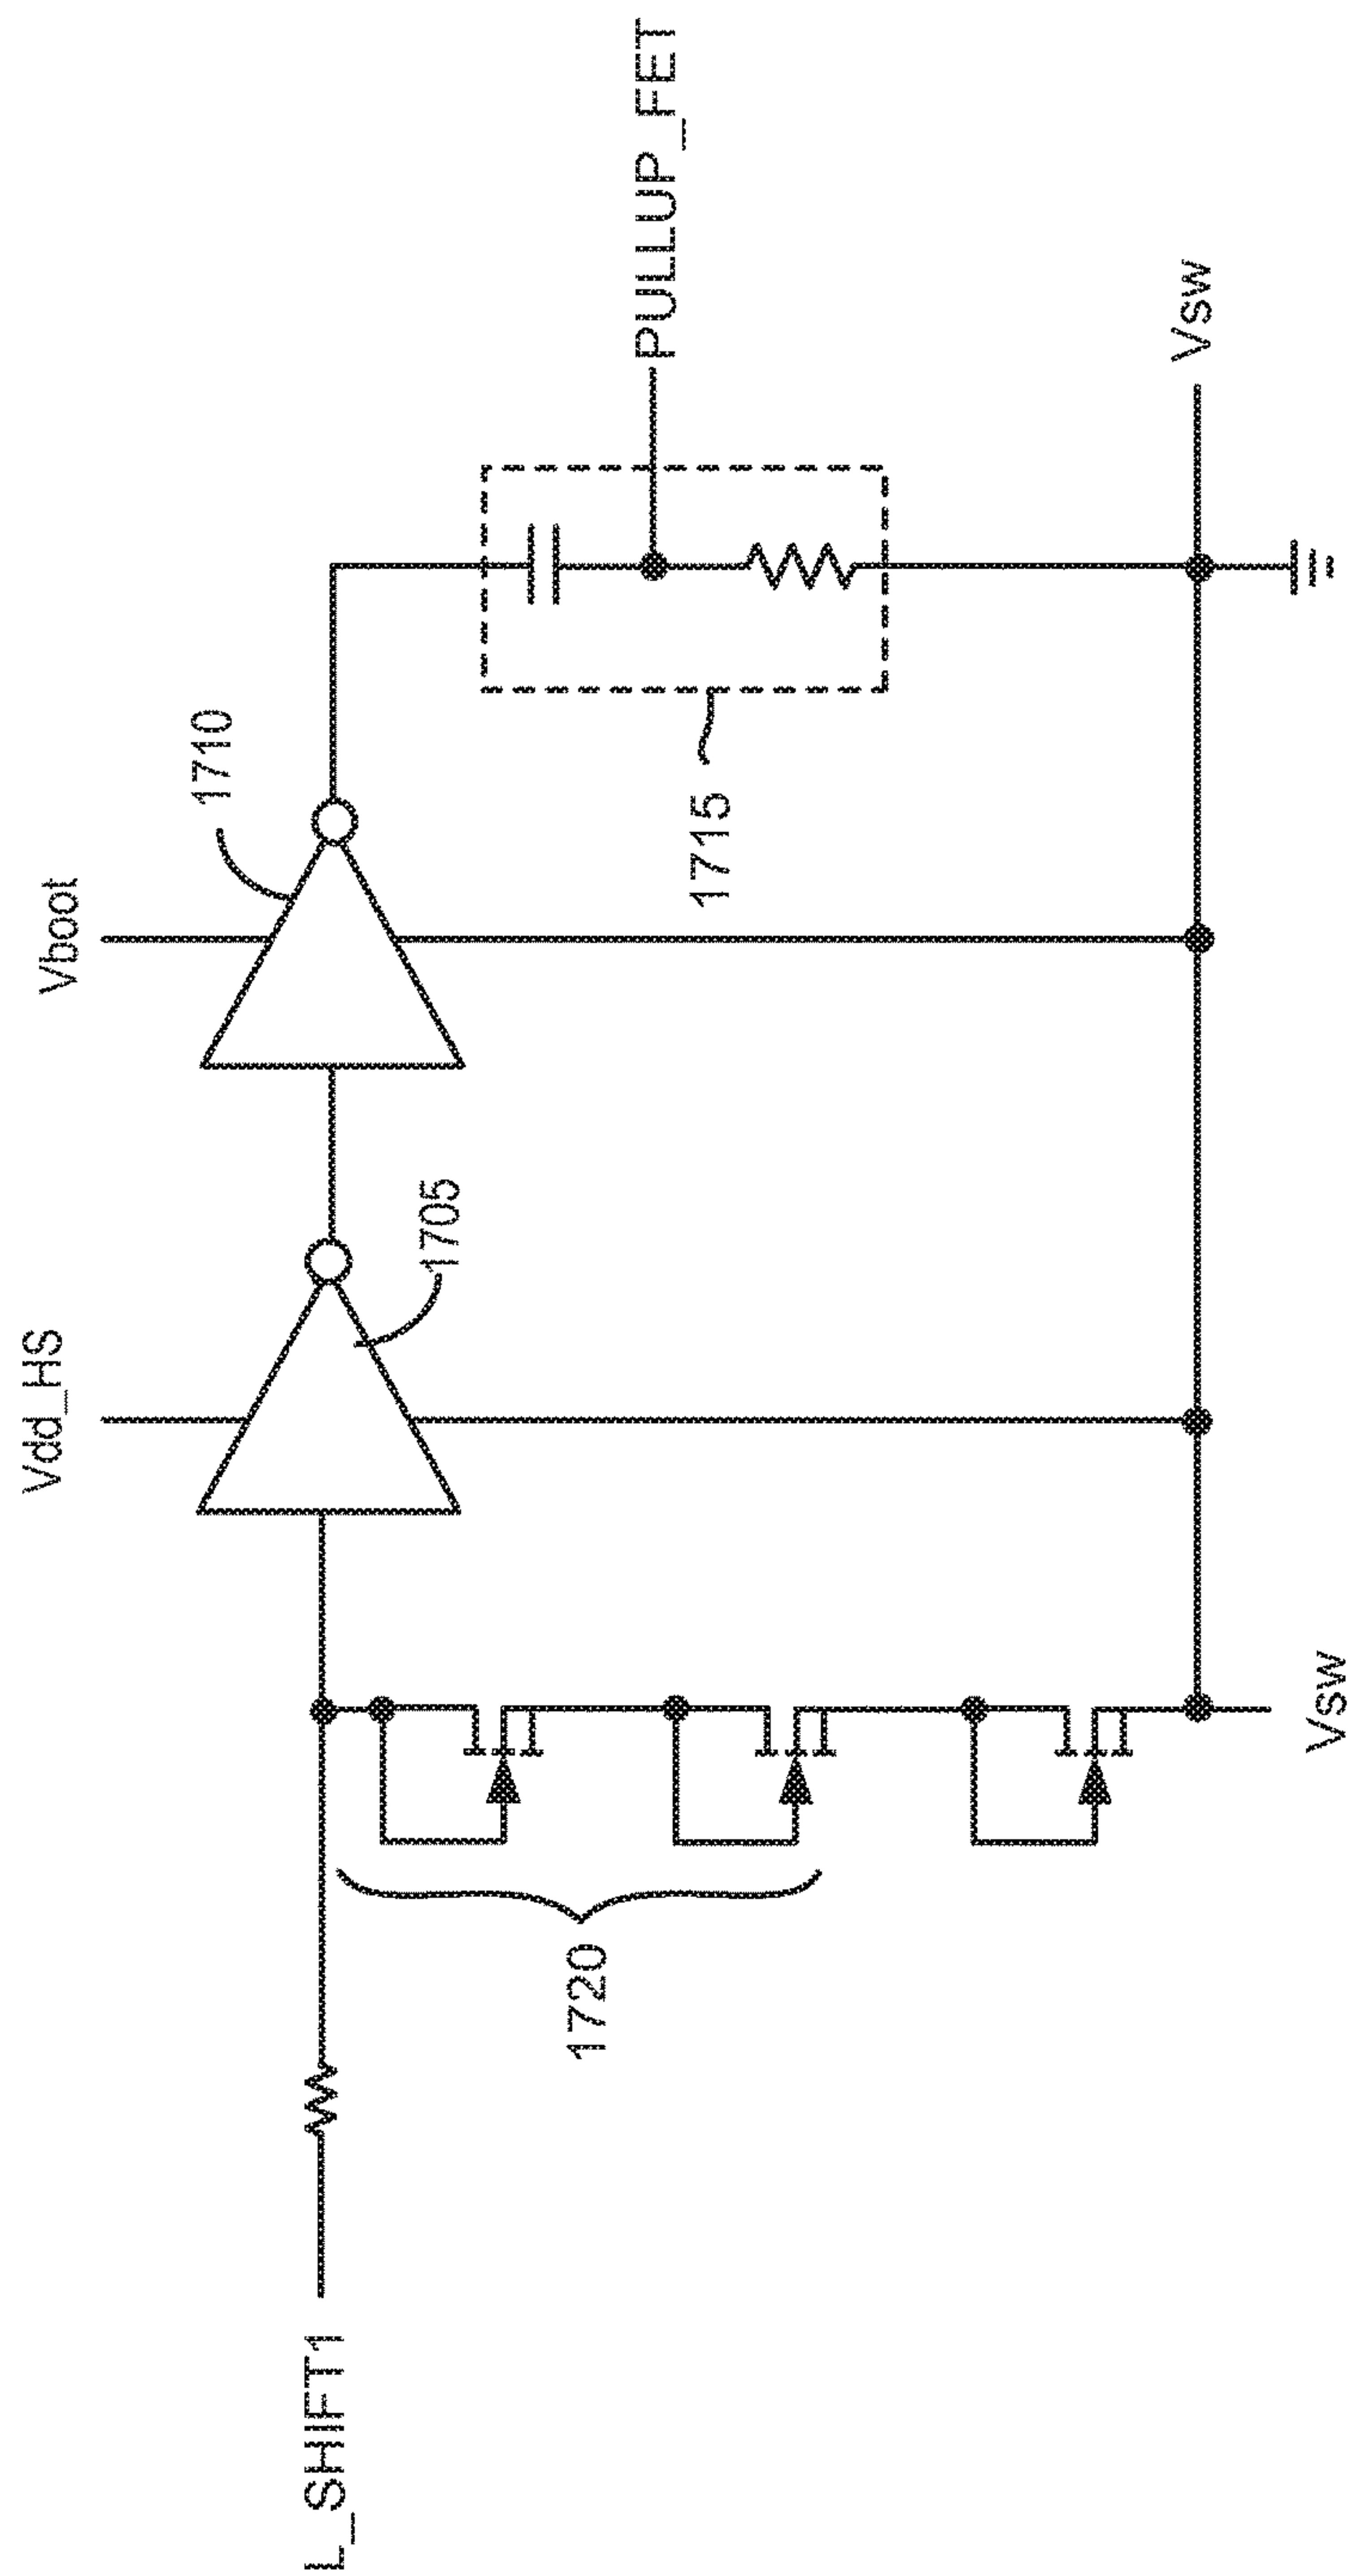 L_SHIFT1
1720
Vsw
Vdd_HS
1705
Vboot
1710
1715
PULLUP_FET
Vsw